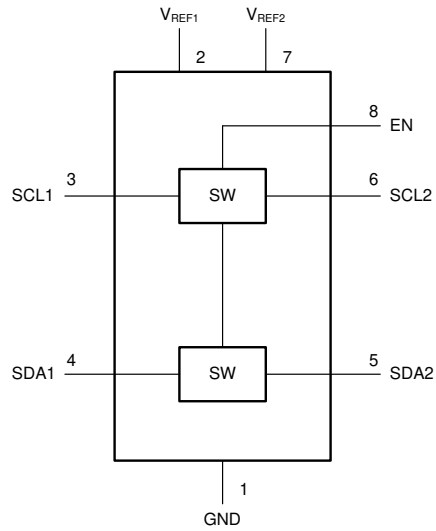 VREF1 VREF2
2 7
8
EN
3 SW 6
SCL1 SCL2
4 SW 5
SDA1 SDA2
1
GND